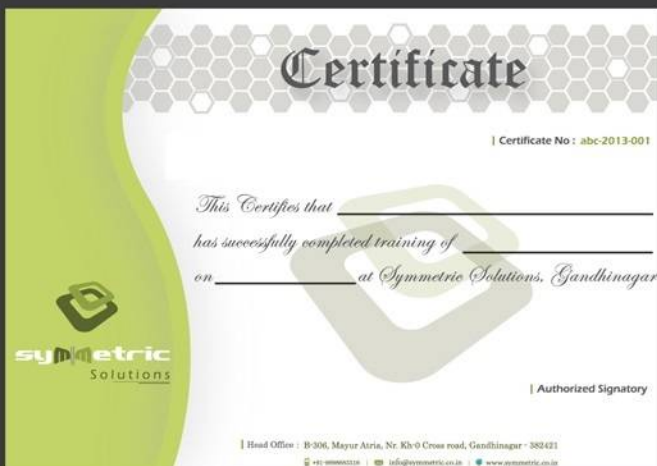 Certificate
Certificate No : abc-2013-001
This Certifies that
has successfully completed training of
on at Symmetric Solutions, Gandhinagar
symmetric
Solutions
Authorized Signatory
Head Office : B-306, Mayur Atria, Nr. Kh-0 Cross road, Gandhinagar - 382421
info@symmetric.co.in | www.symmetric.co.in